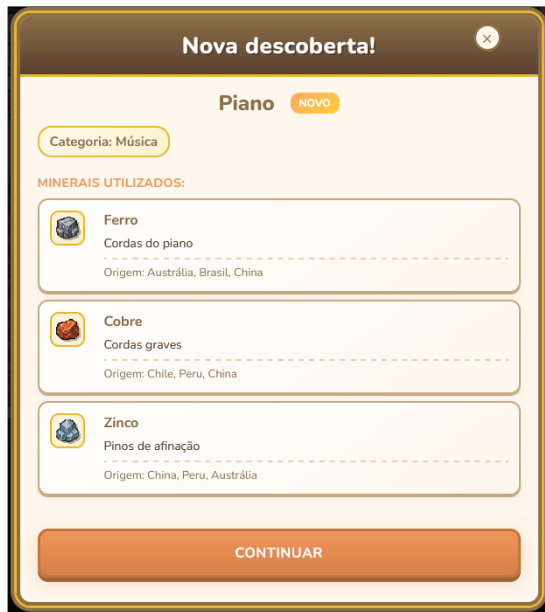 Nova descoberta!
×
Piano NOVO
Categoria: Música
MINERAIS UTILIZADOS:
Ferro
Cordas do piano
Origem: Austrália, Brasil, China
Cobre
Cordas graves
Origem: Chile, Peru, China
Zinco
Pinos de afinação
Origem: China, Peru, Austrália
CONTINUAR